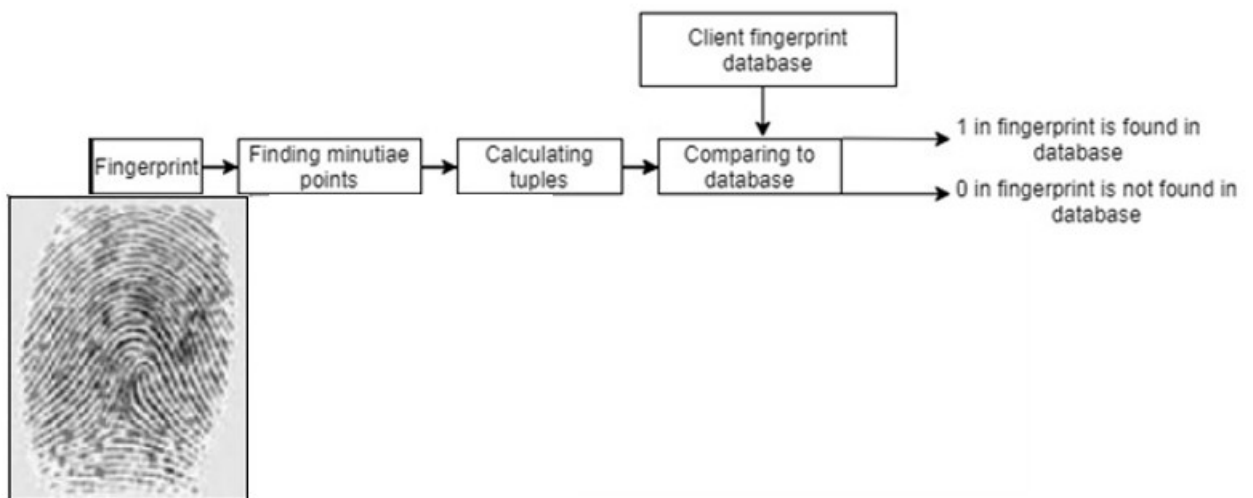 Client fingerprint
database
Fingerprint
Finding minutiae
points
Calculating
tuples
Comparing to
database
1 in fingerprint is found in
database
0 in fingerprint is not found in
database